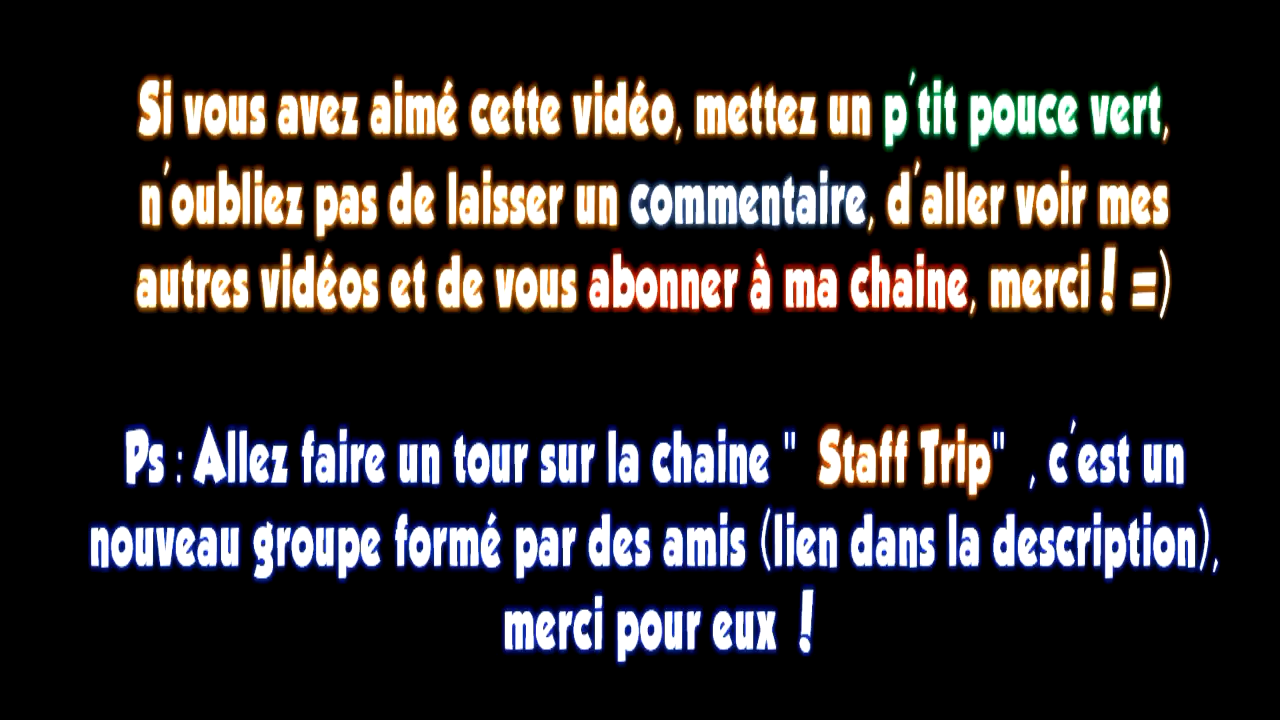 Si vous avez aimé cette vidéo, mettez un p'tit pouce vert,
n'oubliez pas de laisser un commentaire, d'aller voir mes
autres vidéos et de vous abonner à ma chaine, merci ! =)
Ps : Allez faire un tour sur la chaine " Staff Trip" , c'est un
nouveau groupe formé par des amis (lien dans la description),
merci pour eux !